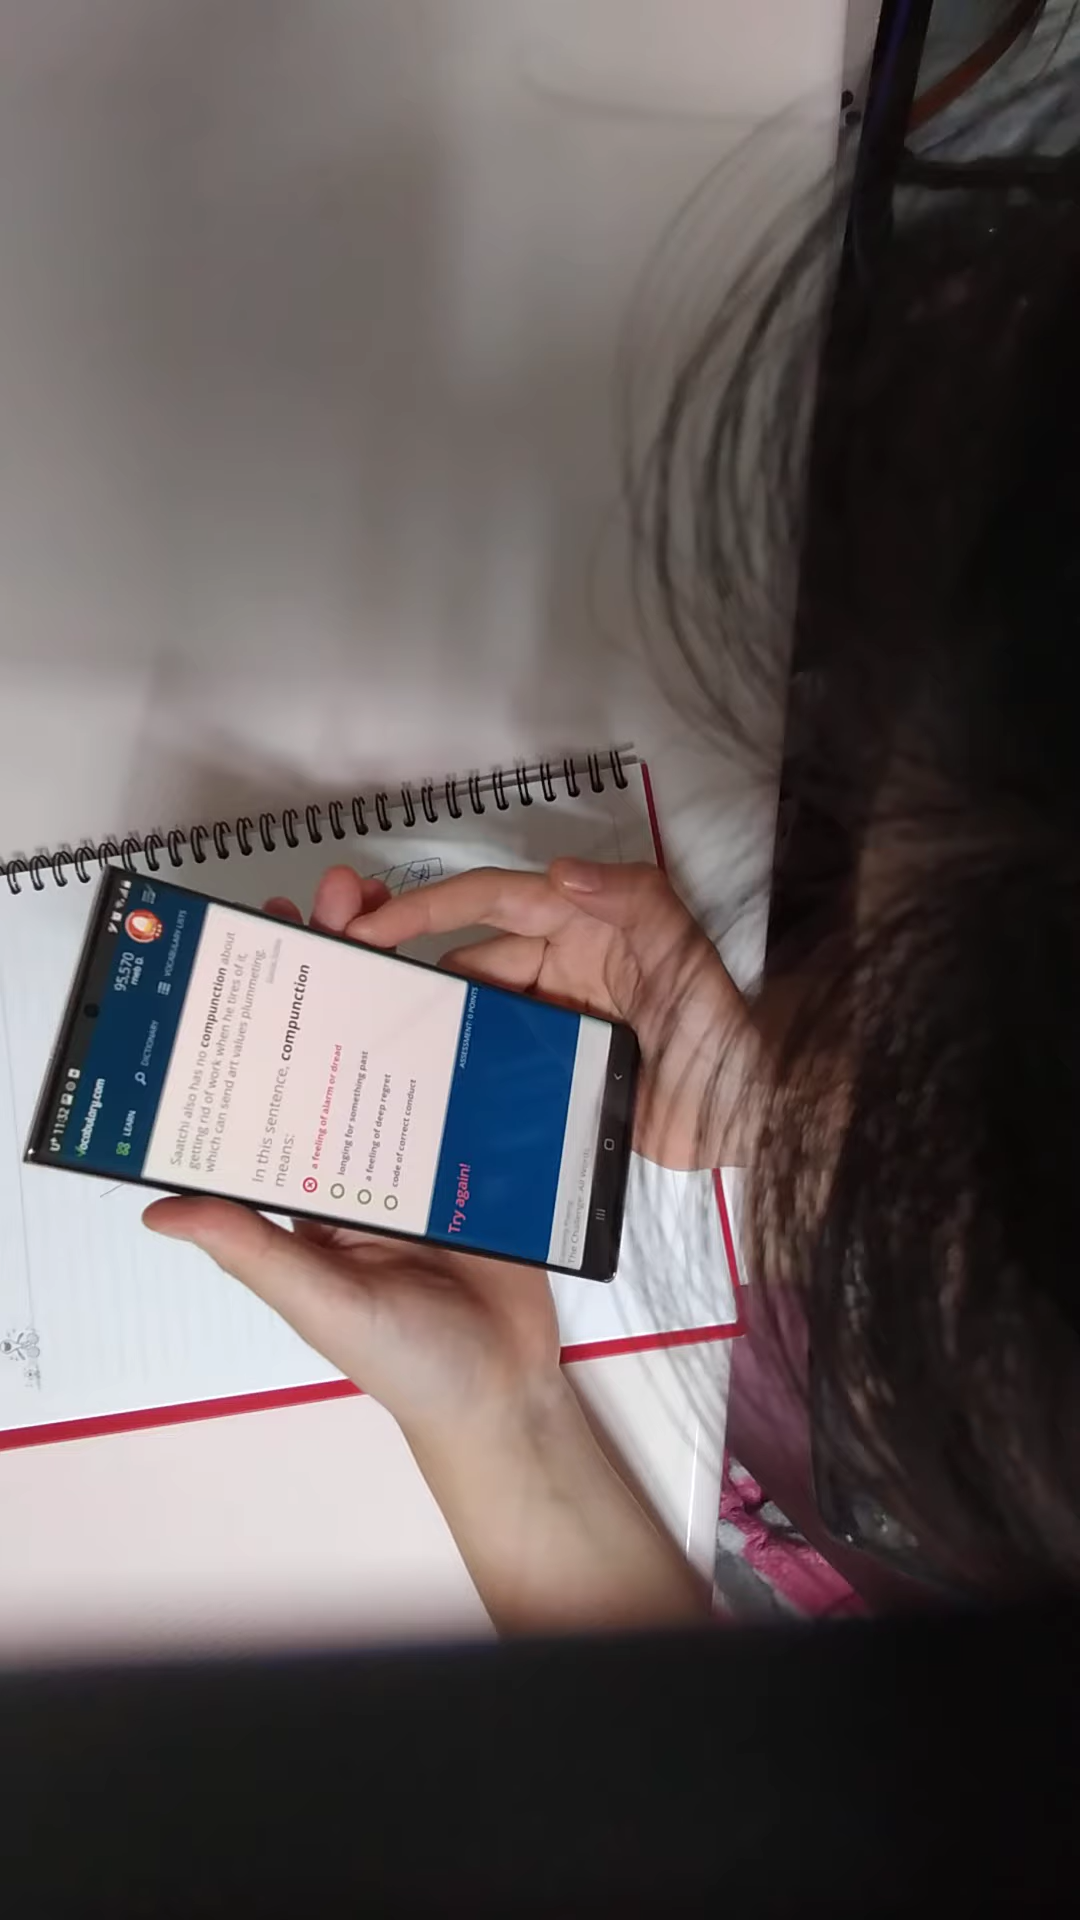 11:32
Vocabulary.com
95,570
LEARN
DICTIONARY
VOCABULARY LISTS
Saatchi also has no compunction about
getting rid of work when he tires of it,
which can send art values plummeting.
In this sentence, compunction
means:
a feeling of alarm or dread
longing for something past
a feeling of deep regret
code of correct conduct
Try again!
ASSESSMENT: 0 POINTS
The Challenge: All Words